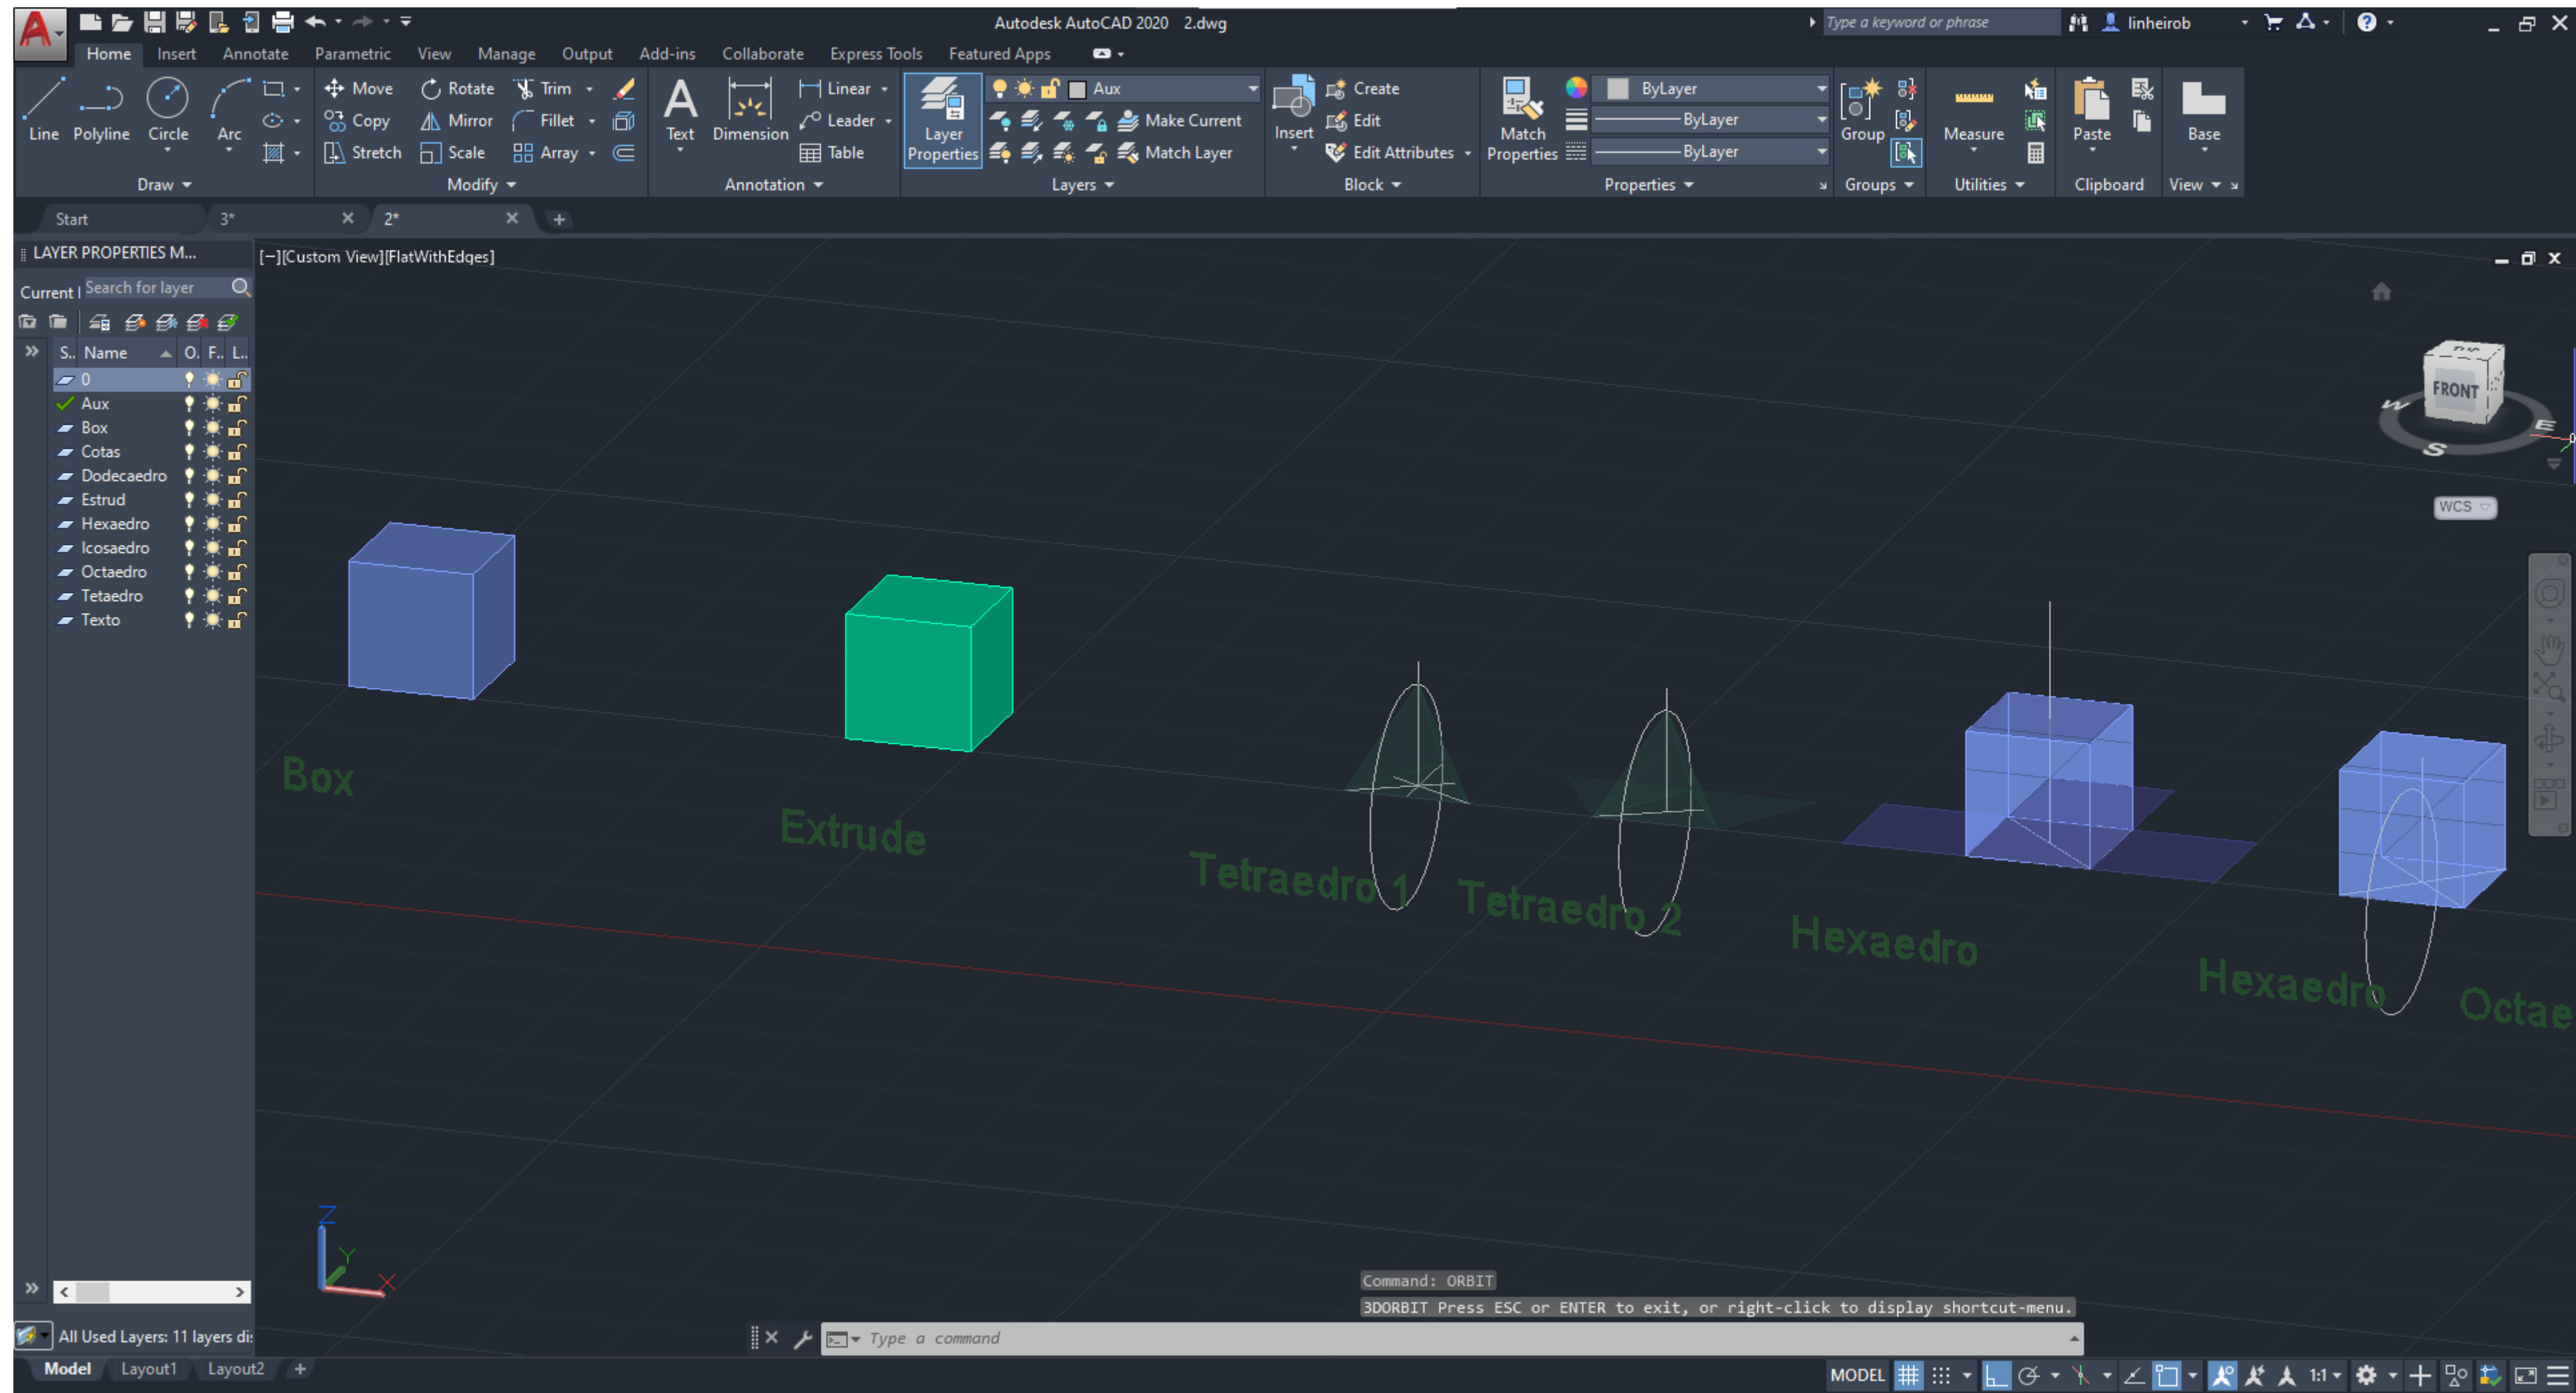 Autodesk AutoCAD 2020 2.dwg
Type a keyword or phrase
linheirob
Home Insert Annotate Parametric View Manage Output Add-ins Collaborate Express Tools Featured Apps
Line Polyline Circle Arc
Move Rotate Trim
Copy Mirror Fillet
Stretch Scale Array
Text Dimension
Linear
Leader
Table
Layer Properties
Aux
Make Current
Match Layer
Insert
Create
Edit
Edit Attributes
Match Properties
ByLayer
ByLayer
ByLayer
Group
Measure
Paste
Base
Draw Modify Annotation Layers Block Properties Groups Utilities Clipboard View
Start 3* 2*
LAYER PROPERTIES M...
Current l Search for layer
S.. Name O. F.. L..
0
Aux
Box
Cotas
Dodecaedro
Estrud
Hexaedro
Icosaedro
Octaedro
Tetaedro
Texto
All Used Layers: 11 layers di
[−][Custom View][FlatWithEdges]
TOP
FRONT
W
S
E
WCS
Box
Extrude
Tetraedro 1
Tetraedro 2
Hexaedro
Hexaedro
Octae
Z
Y
X
Command: ORBIT
3DORBIT Press ESC or ENTER to exit, or right-click to display shortcut-menu.
Type a command
Model Layout1 Layout2
MODEL
1:1